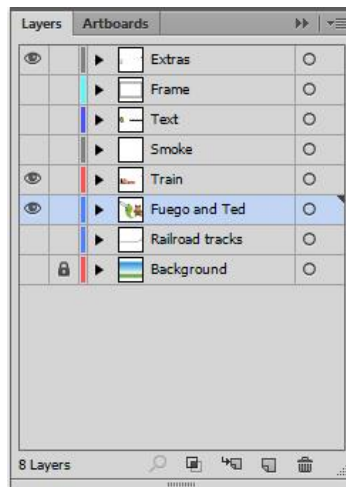 Layers Artboards
Extras
Frame
Text
Smoke
Train
Fuego and Ted
Railroad tracks
Background
8 Layers